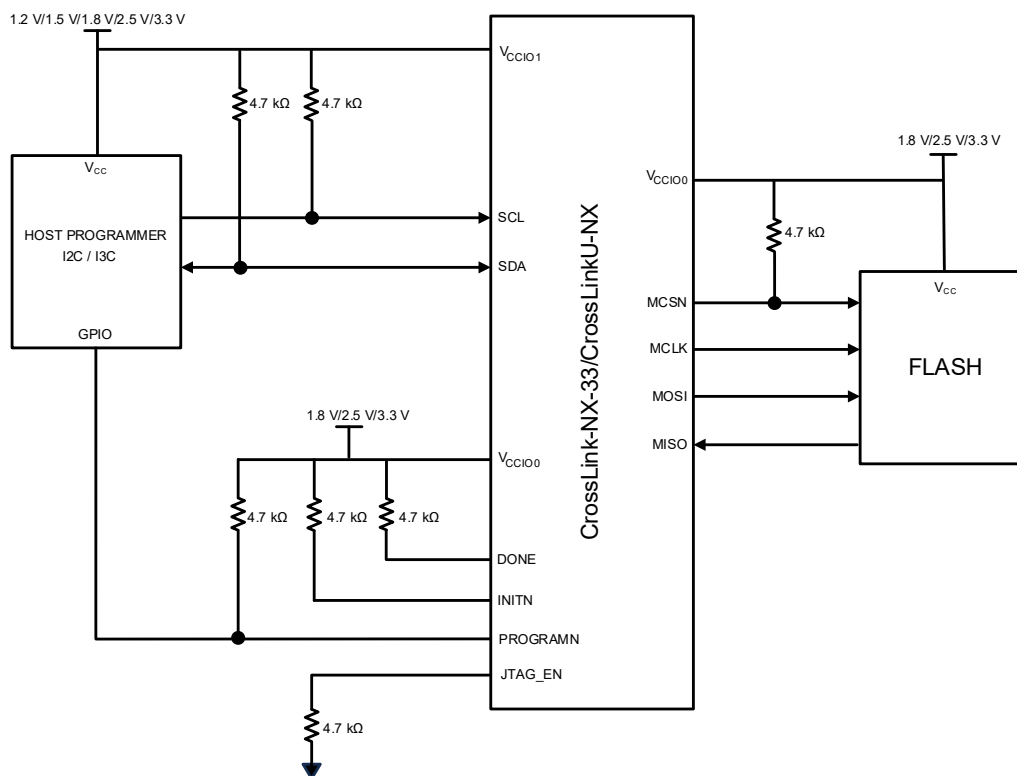 1.2 V/1.5 V/1.8 V/2.5 V/3.3 V
VCCIO1
4.7 kΩ
4.7 kΩ
1.8 V/2.5 V/3.3 V
VCC
VCCIO0
HOST PROGRAMMER
I2C / I3C
SCL
4.7 kΩ
SDA
VCC
GPIO
MCSN
MCLK
FLASH
MOSI
MISO
CrossLink-NX-33/CrossLinkU-NX
1.8 V/2.5 V/3.3 V
VCCIO0
4.7 kΩ
4.7 kΩ
4.7 kΩ
DONE
INITN
PROGRAMN
JTAG_EN
4.7 kΩ